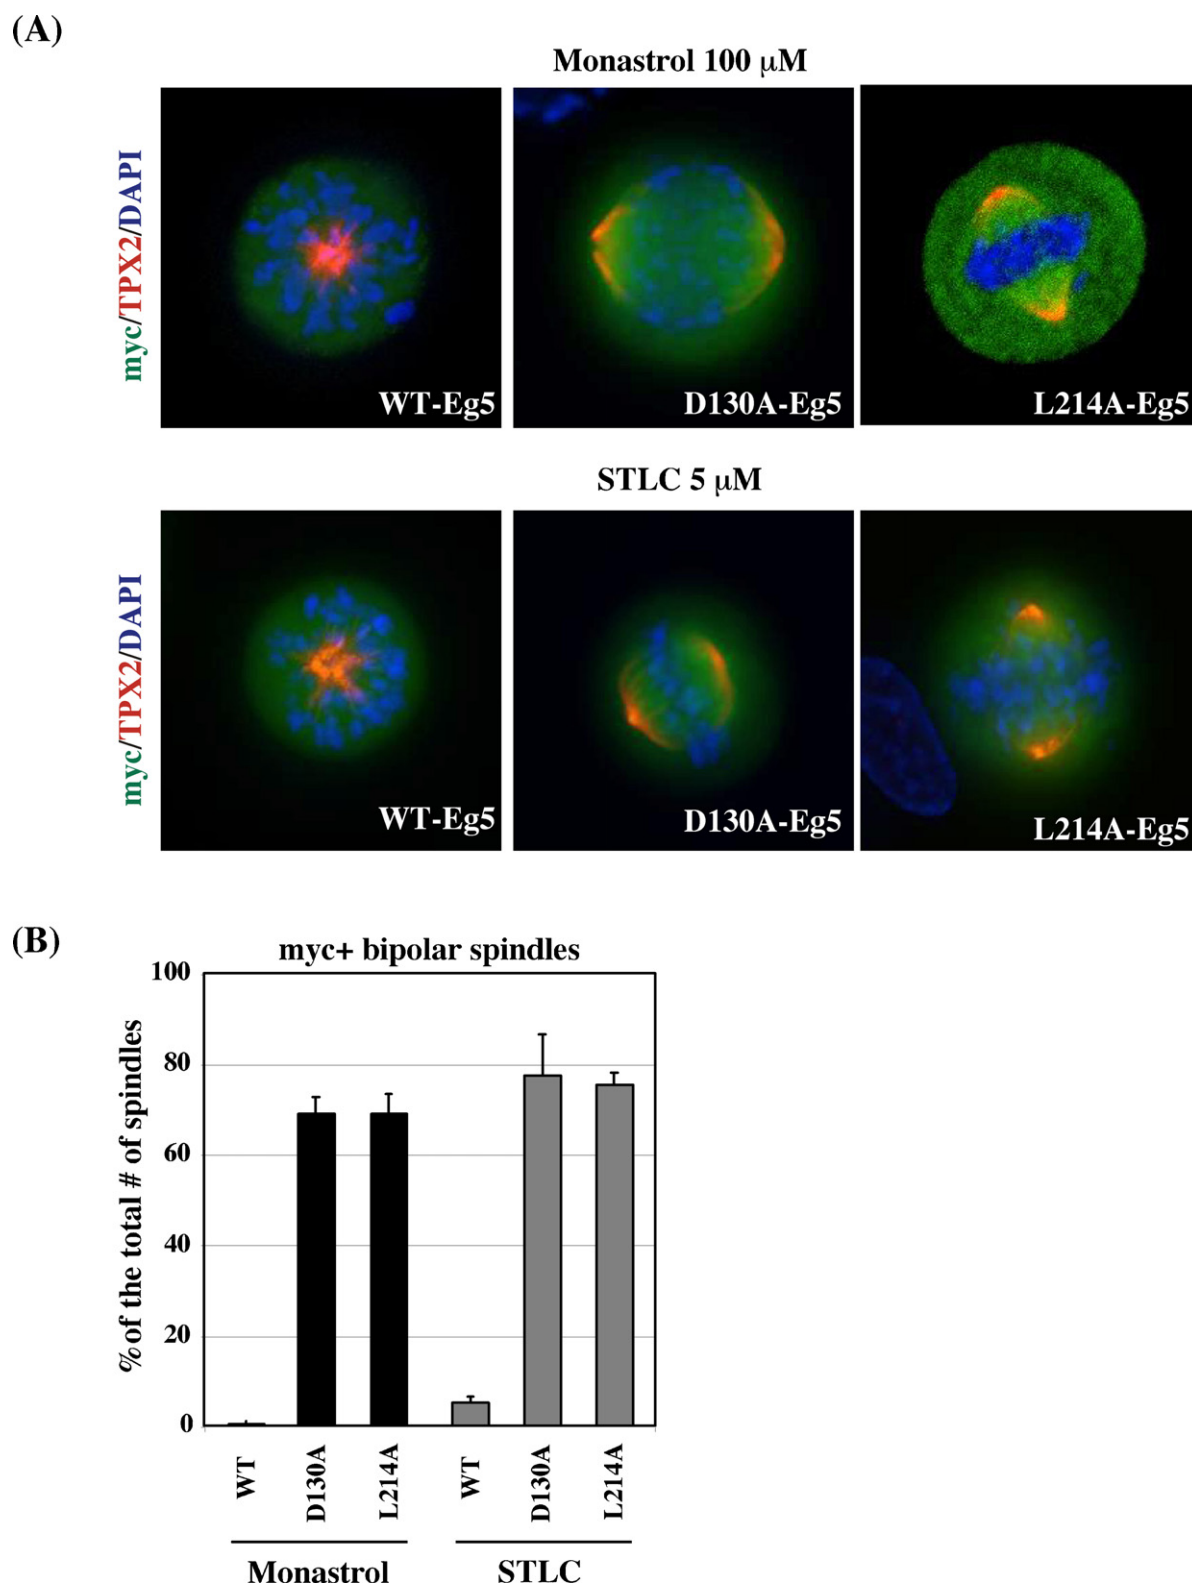 (A)
Monastrol 100 µM
myc/TPX2/DAPI
WT-Eg5
D130A-Eg5
L214A-Eg5
STLC 5 µM
myc/TPX2/DAPI
WT-Eg5
D130A-Eg5
L214A-Eg5
(B)
myc+ bipolar spindles
% of the total # of spindles
100
80
60
40
20
0
WT
D130A
L214A
WT
D130A
L214A
Monastrol
STLC